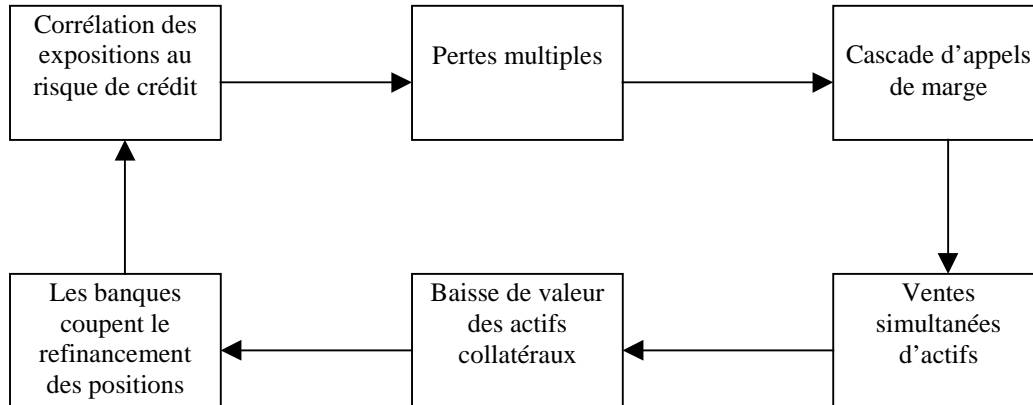 Corrélation des
expositions au
risque de crédit
Pertes multiples
Cascade d’appels
de marge
Les banques
coupent le
refinancement
des positions
Baisse de valeur
des actifs
collatéraux
Ventes
simultanées
d’actifs